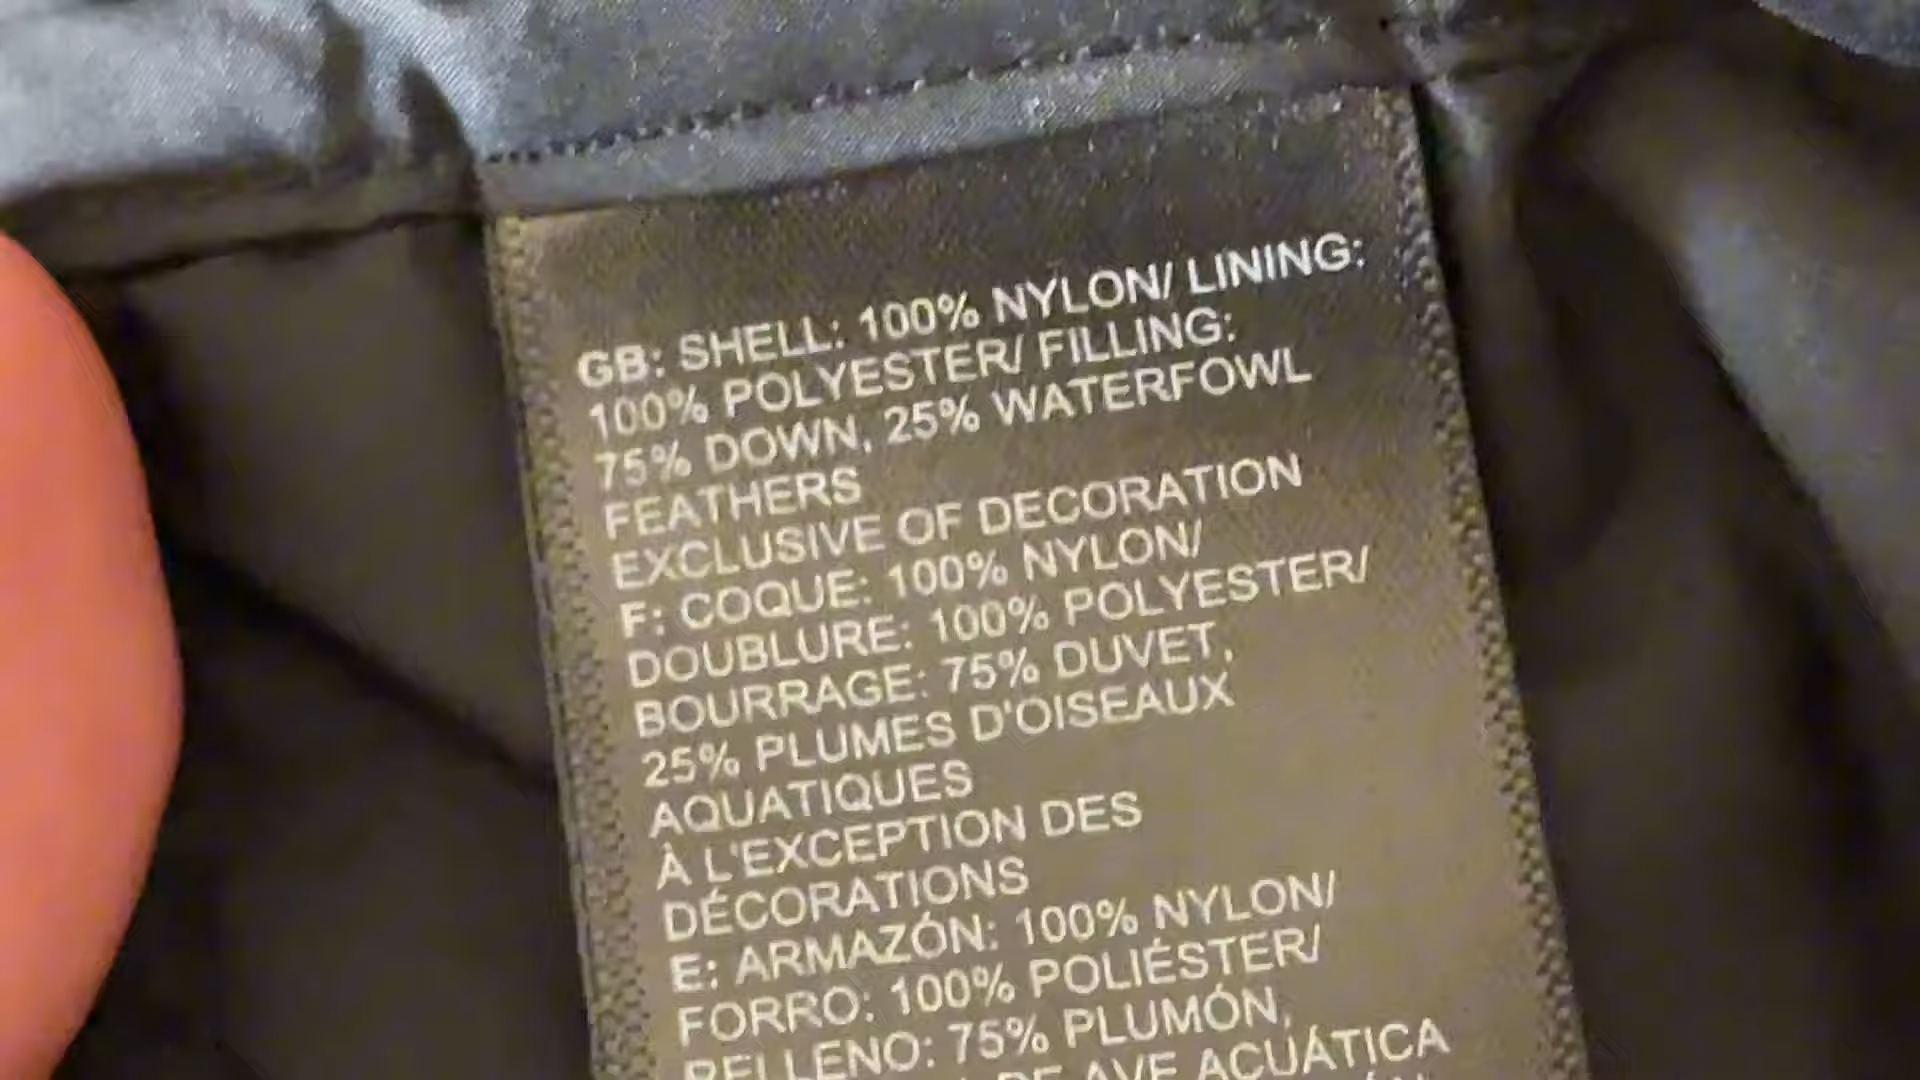 GB: SHELL: 100% NYLON/ LINING:
100% POLYESTER/ FILLING:
75% DOWN, 25% WATERFOWL
FEATHERS
EXCLUSIVE OF DECORATION
F: COQUE: 100% NYLON/
DOUBLURE: 100% POLYESTER/
BOURRAGE: 75% DUVET,
25% PLUMES D'OISEAUX
AQUATIQUES
À L'EXCEPTION DES
DÉCORATIONS
E: ARMAZÓN: 100% NYLON/
FORRO: 100% POLIÉSTER/
RELLENO: 75% PLUMÓN,
DE AVE ACUÁTICA